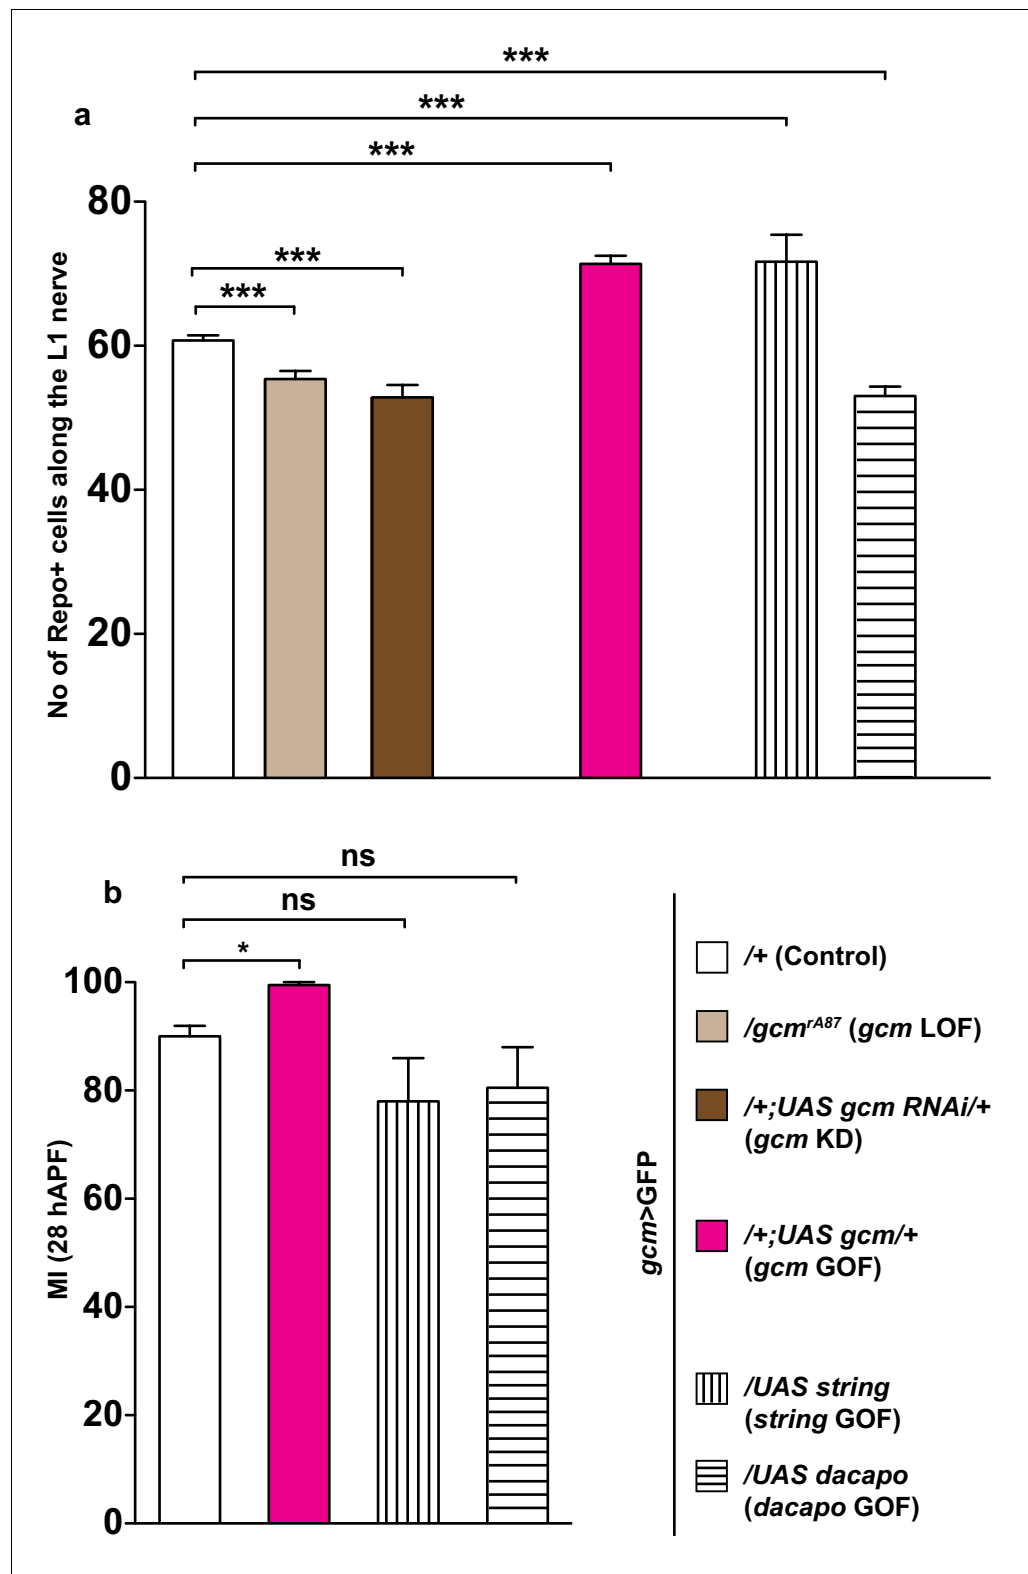 ***
***
a
***
80
***
***
60
40
20
0
No of Repo+ cells along the L1 nerve
ns
b
ns
*
100
80
60
40
20
0
MI (28 hAPF)
gcm>GFP
/+ (Control)
/gcmrA87 (gcm LOF)
/+;UAS gcm RNAi/+
(gcm KD)
/+;UAS gcm/+
(gcm GOF)
/UAS string
(string GOF)
/UAS dacapo
(dacapo GOF)